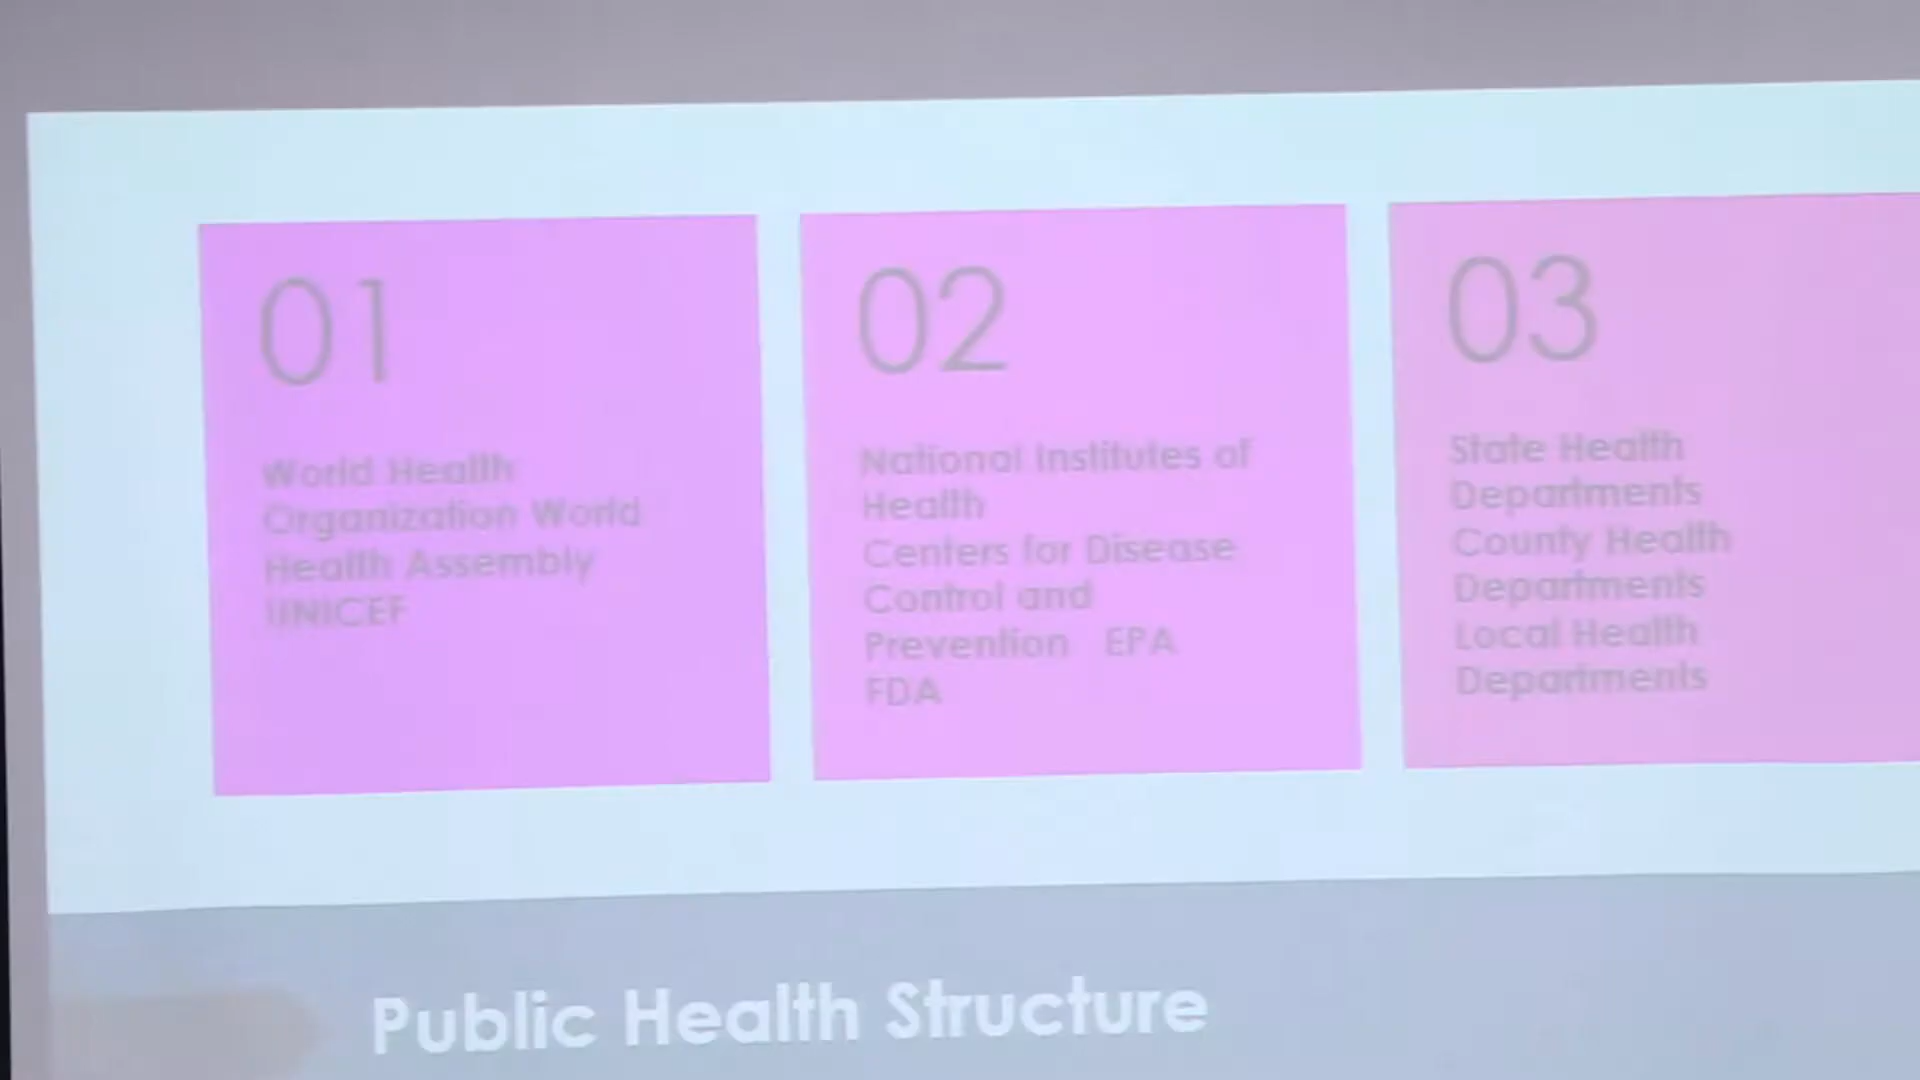 01
World Health
Organization World
Health Assembly
UNICEF
02
National Institutes of
Health
Centers for Disease
Control and
Prevention EPA
FDA
03
State Health
Departments
County Health
Departments
Local Health
Departments
Public Health Structure